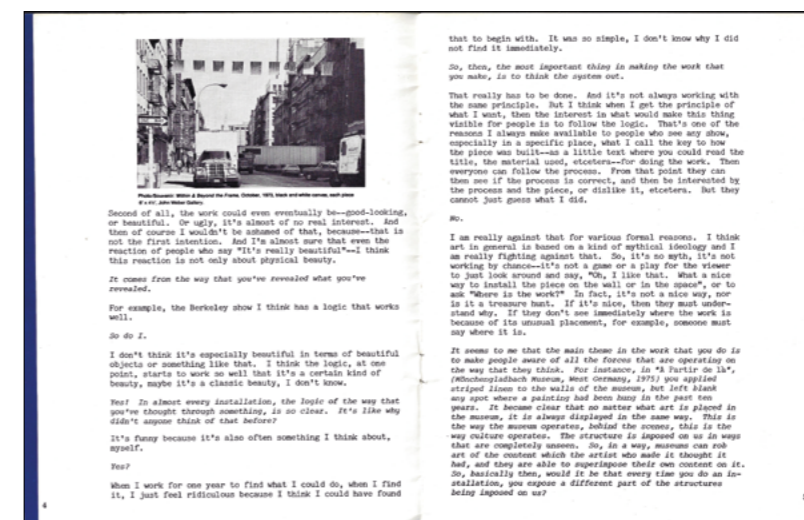 Photo/Souvenir: Within & Beyond the Frame, October, 1973, black and white canvas, each piece
John Weber Gallery
Second of all, the work could even eventually be--good-looking,
or beautiful. Or ugly, it's almost of no real interest. And
then of course I wouldn't be ashamed of that, because--that is
not the first intention. And I'm almost sure that even the
reaction of people who say "It's really beautiful"--I think
this reaction is not only about physical beauty.
It comes from the way that you've revealed what you've
revealed.
For example, the Berkeley show I think has a logic that works
well.
So do I.
I don't think it's especially beautiful in terms of beautiful
objects or something like that. I think the logic, at one
point, starts to work so well that it's a certain kind of
beauty, maybe it's a classic beauty, I don't know.
Yes! In almost every installation, the logic of the way that
you've thought through something, is so clear. It's like why
didn't anyone think of that before?
It's funny because it's also often something I think about,
myself.
Yes?
When I work for one year to find what I could do, when I find
it, I just feel ridiculous because I think I could have found
4
that to begin with. It was so simple, I don't know why I did
not find it immediately.
So, then, the most important thing in making the work that
you make, is to think the system out.
That really has to be done. And it's not always working with
the same principle. But I think when I get the principle of
what I want, then the interest in what would make this thing
visible for people is to follow the logic. That's one of the
reasons I always make available to people who see any show,
especially in a specific place, what I call the key to how
the piece was built--as a little text where you could read the
title, the material used, etcetera--for doing the work. Then
everyone can follow the process. From that point they can
then see if the process is correct, and then be interested by
the process and the piece, or dislike it, etcetera. But they
cannot just guess what I did.
No.
I am really against that for various formal reasons. I think
art in general is based on a kind of mythical ideology and I
am really fighting against that. So, it's no myth, it's not
working by chance--it's not a game or a play for the viewer
to just look around and say, "Oh, I like that. What a nice
way to install the piece on the wall or in the space", or to
ask "Where is the work?" In fact, it's not a nice way, nor
is it a treasure hunt. If it's nice, then they must under-
stand why. If they don't see immediately where the work is
because of its unusual placement, for example, someone must
say where it is.
It seems to me that the main theme in the work that you do is
to make people aware of all the forces that are operating on
the way that they think. For instance, in "À Partir de là",
(Mönchengladbach Museum, West Germany, 1975) you applied
striped linen to the walls of the museum, but left blank
any spot where a painting had been hung in the past ten
years. It became clear that no matter what art is placed in
the museum, it is always displayed in the same way. This is
the way the museum operates, behind the scenes, this is the
way culture operates. The structure is imposed on us in ways
that are completely unseen. So, in a way, museums can rob
art of the content which the artist who made it thought it
had, and they are able to superimpose their own content on it.
So, basically then, would it be that every time you do an in-
stallation, you expose a different part of the structures
being imposed on us?